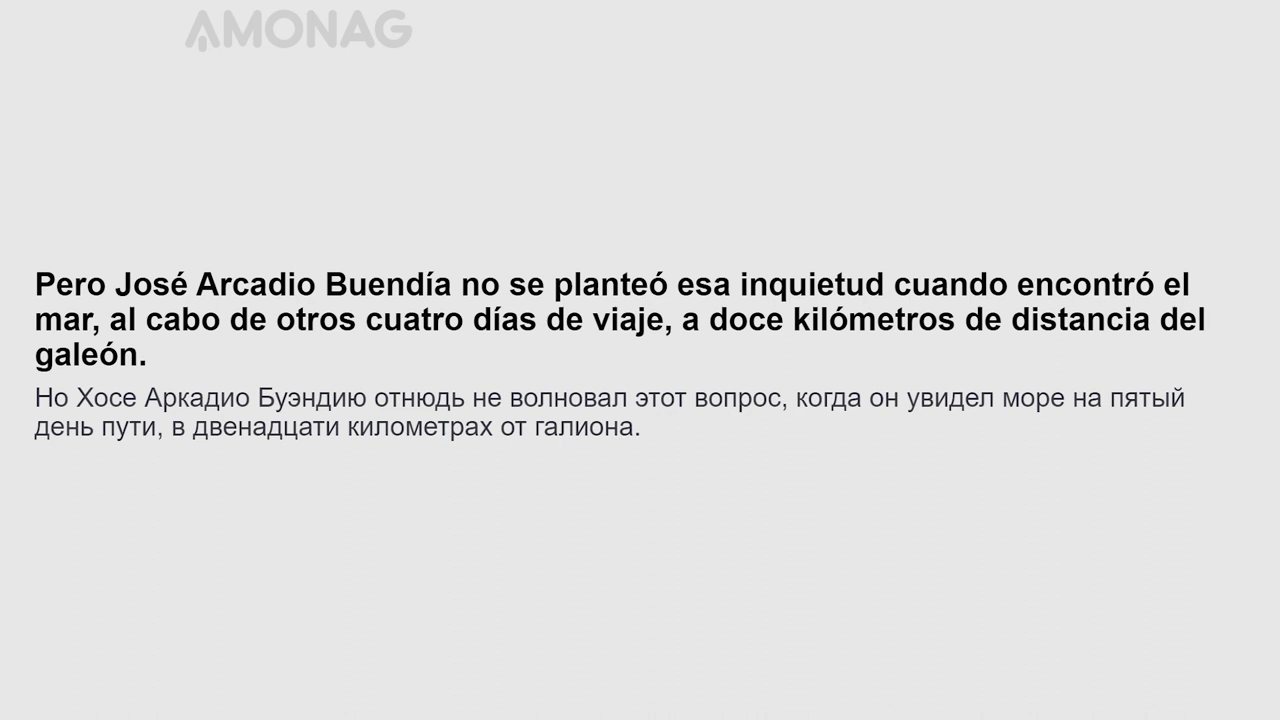 AMONAG
Pero José Arcadio Buendía no se planteó esa inquietud cuando encontró el
mar, al cabo de otros cuatro días de viaje, a doce kilómetros de distancia del
galeón.
Но Хосе Аркадио Буэндию отнюдь не волновал этот вопрос, когда он увидел море на пятый
день пути, в двенадцати километрах от галиона.